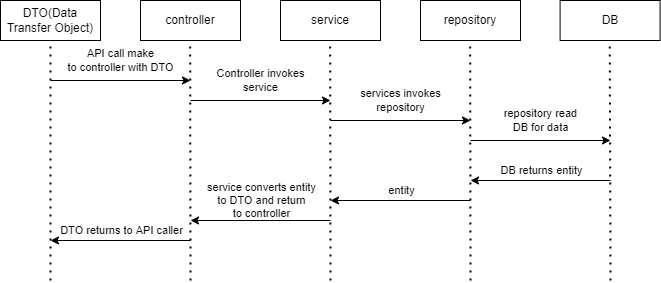 DTO(Data
Transfer Object)
controller
service
repository
DB
API call make
to controller with DTO
Controller invokes
service
services invokes
repository
repository read
DB for data
DB returns entity
entity
service converts entity
to DTO and return
to controller
DTO returns to API caller